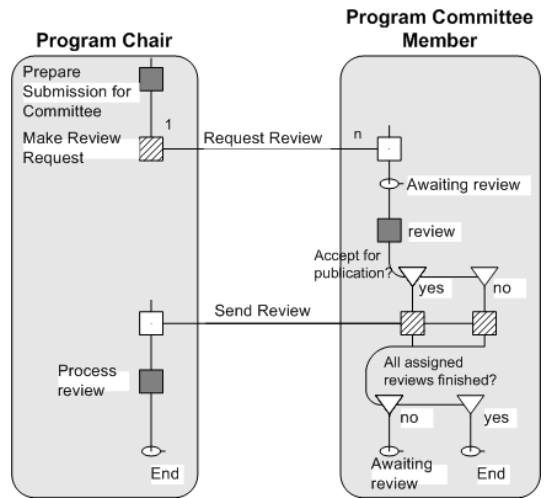 Program Chair
Program Committee
Member
Prepare
Submission for
Committee
1
Make Review
Request
Request Review
n
Awaiting review
review
Accept for
publication?
yes
no
Send Review
Process
review
All assigned
reviews finished?
no
yes
End
Awaiting
review
End